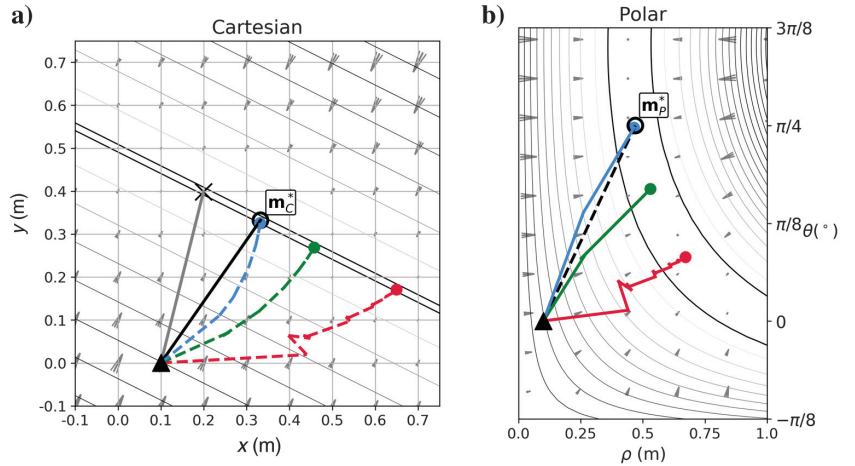 a)
Cartesian
0.7
0.6
0.5
0.4
0.3
0.2
0.1
0.0
-0.1
y (m)
m*C
-0.1 0.0 0.1 0.2 0.3 0.4 0.5 0.6 0.7
x (m)
b)
Polar
m*P
3π/8
π/4
π/8
θ(°)
0
−π/8
0.0 0.25 0.5 0.75 1.0
ρ (m)